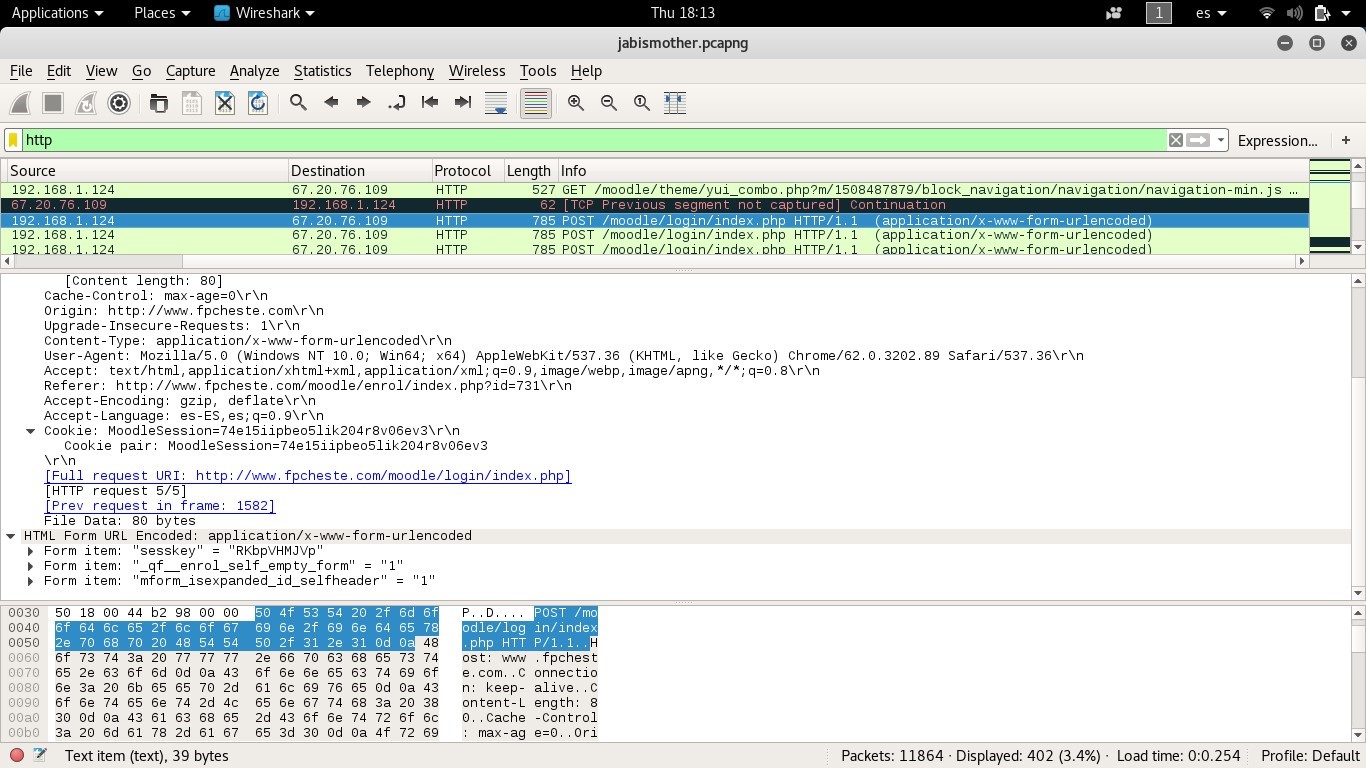 Applications Places Wireshark Thu 18:13 1 es
jabismother.pcapng
File Edit View Go Capture Analyze Statistics Telephony Wireless Tools Help
http Expression... +
Source Destination Protocol Length Info
192.168.1.124 67.20.76.109 HTTP 527 GET /moodle/theme/yui_combo.php?m/1508487879/block_navigation/navigation/navigation-min.js …
67.20.76.109 192.168.1.124 HTTP 62 [TCP Previous segment not captured] Continuation
192.168.1.124 67.20.76.109 HTTP 785 POST /moodle/login/index.php HTTP/1.1 (application/x-www-form-urlencoded)
192.168.1.124 67.20.76.109 HTTP 785 POST /moodle/login/index.php HTTP/1.1 (application/x-www-form-urlencoded)
192.168.1.124 67.20.76.109 HTTP 785 POST /moodle/login/index.php HTTP/1.1 (application/x-www-form-urlencoded)
[Content length: 80]
Cache-Control: max-age=0\r\n
Origin: http://www.fpcheste.com\r\n
Upgrade-Insecure-Requests: 1\r\n
Content-Type: application/x-www-form-urlencoded\r\n
User-Agent: Mozilla/5.0 (Windows NT 10.0; Win64; x64) AppleWebKit/537.36 (KHTML, like Gecko) Chrome/62.0.3202.89 Safari/537.36\r\n
Accept: text/html,application/xhtml+xml,application/xml;q=0.9,image/webp,image/apng,*/*;q=0.8\r\n
Referer: http://www.fpcheste.com/moodle/enrol/index.php?id=731\r\n
Accept-Encoding: gzip, deflate\r\n
Accept-Language: es-ES,es;q=0.9\r\n
Cookie: MoodleSession=74e15iipbeo5lik204r8v06ev3\r\n
Cookie pair: MoodleSession=74e15iipbeo5lik204r8v06ev3
\r\n
[Full request URI: http://www.fpcheste.com/moodle/login/index.php]
[HTTP request 5/5]
[Prev request in frame: 1582]
File Data: 80 bytes
HTML Form URL Encoded: application/x-www-form-urlencoded
Form item: "sesskey" = "RKbpVHMJVp"
Form item: "_qf__enrol_self_empty_form" = "1"
Form item: "mform_isexpanded_id_selfheader" = "1"
0030 50 18 00 44 b2 98 00 00 50 4f 53 54 20 2f 6d 6f P..D.... POST /mo
0040 6f 64 6c 65 2f 6c 6f 67 69 6e 2f 69 6e 64 65 78 odle/log in/index
0050 2e 70 68 70 20 48 54 54 50 2f 31 2e 31 0d 0a 48 .php HTT P/1.1..H
0060 6f 73 74 3a 20 77 77 77 2e 66 70 63 68 65 73 74 ost: www .fpchest
0070 65 2e 63 6f 6d 0d 0a 43 6f 6e 6e 65 63 74 69 6f e.com..C onnectio
0080 6e 3a 20 6b 65 65 70 2d 61 6c 69 76 65 0d 0a 43 n: keep- alive..C
0090 6f 6e 74 65 6e 74 2d 4c 65 6e 67 74 68 3a 20 38 ontent-L ength: 8
00a0 30 0d 0a 43 61 63 68 65 2d 43 6f 6e 74 72 6f 6c 0..Cache -Control
00b0 3a 20 6d 61 78 2d 61 67 65 3d 30 0d 0a 4f 72 69 : max-ag e=0..Ori
Text item (text), 39 bytes Packets: 11864 · Displayed: 402 (3.4%) · Load time: 0:0.254 Profile: Default